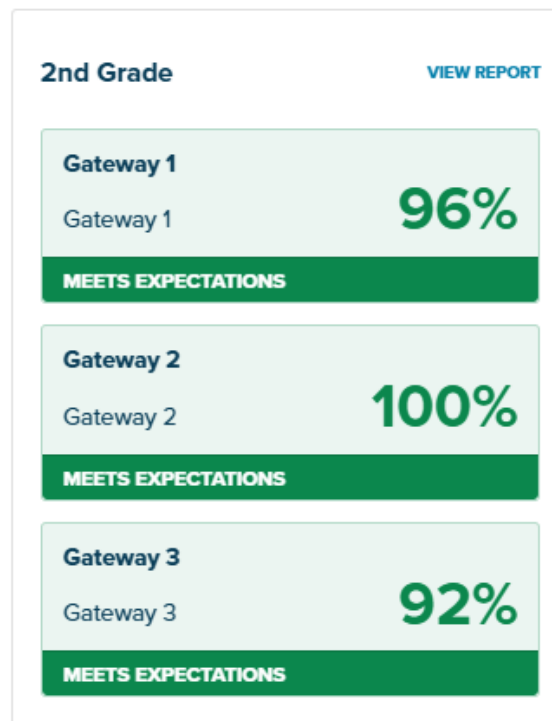 2nd Grade VIEW REPORT
Gateway 1
Gateway 1 96%
MEETS EXPECTATIONS
Gateway 2
Gateway 2 100%
MEETS EXPECTATIONS
Gateway 3
Gateway 3 92%
MEETS EXPECTATIONS